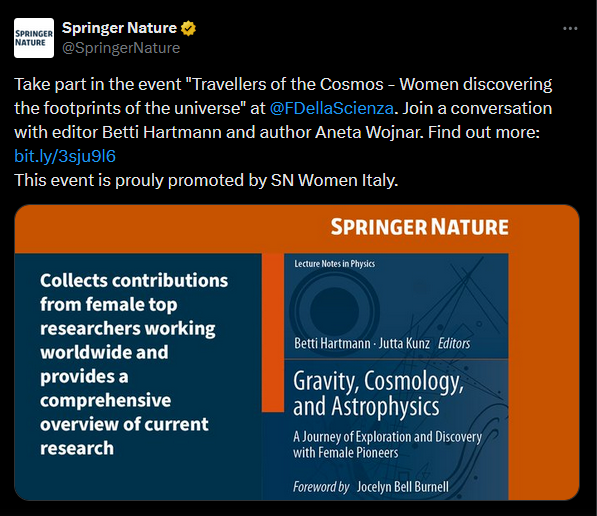 SPRINGER NATURE
Springer Nature
@SpringerNature
Take part in the event "Travellers of the Cosmos - Women discovering
the footprints of the universe" at @FDellaScienza. Join a conversation
with editor Betti Hartmann and author Aneta Wojnar. Find out more:
bit.ly/3sju9l6
This event is prouly promoted by SN Women Italy.
SPRINGER NATURE
Collects contributions
from female top
researchers working
worldwide and
provides a
comprehensive
overview of current
research
Lecture Notes in Physics
Betti Hartmann · Jutta Kunz Editors
Gravity, Cosmology,
and Astrophysics
A Journey of Exploration and Discovery
with Female Pioneers
Foreword by Jocelyn Bell Burnell